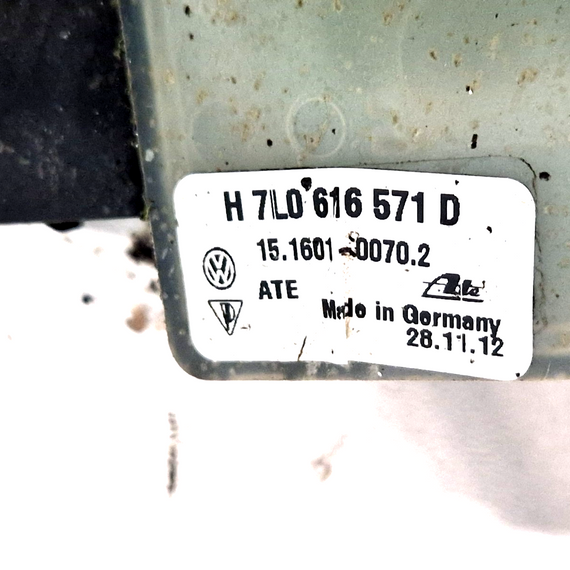 H 7L0 616 571 D
15.1601-0070.2
ATE Ate
Made in Germany
28.11.12